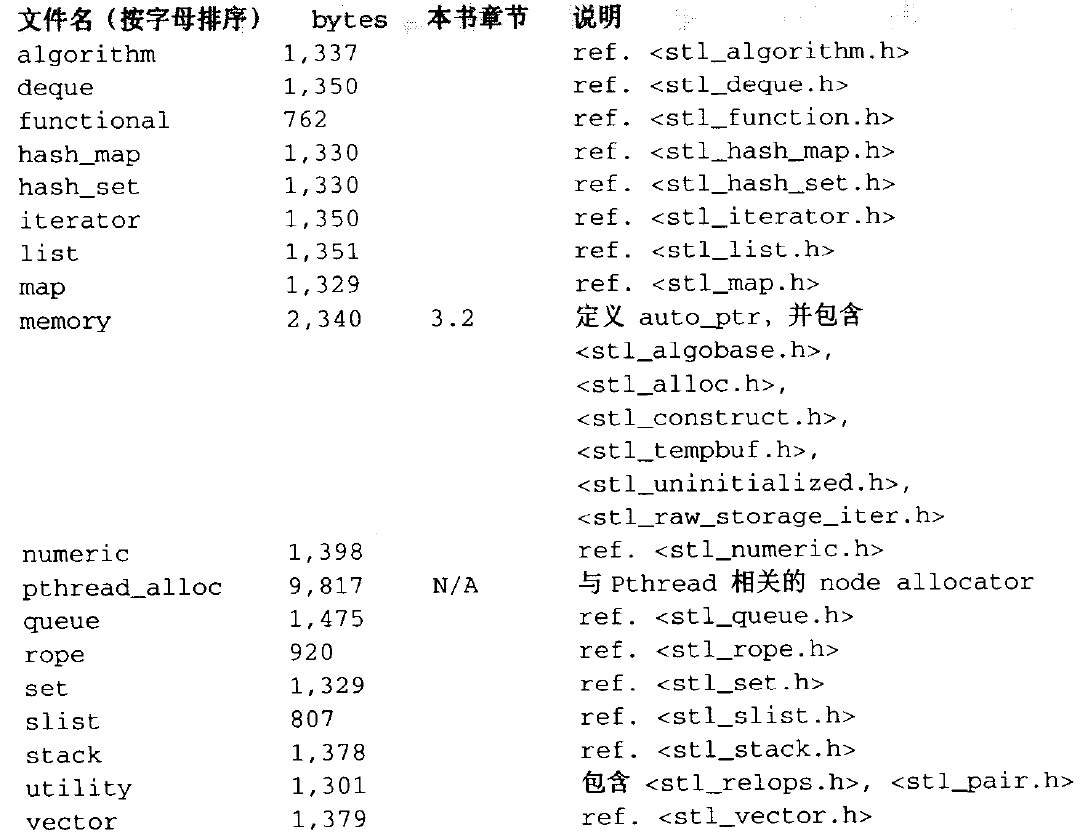 文件名(按字母排序) bytes 本书章节 说明
algorithm 1,337 ref. <stl_algorithm.h>
deque 1,350 ref. <stl_deque.h>
functional 762 ref. <stl_function.h>
hash_map 1,330 ref. <stl_hash_map.h>
hash_set 1,330 ref. <stl_hash_set.h>
iterator 1,350 ref. <stl_iterator.h>
list 1,351 ref. <stl_list.h>
map 1,329 ref. <stl_map.h>
memory 2,340 3.2 定义 auto_ptr, 并包含
<stl_algobase.h>,
<stl_alloc.h>,
<stl_construct.h>,
<stl_tempbuf.h>,
<stl_uninitialized.h>,
<stl_raw_storage_iter.h>
numeric 1,398 ref. <stl_numeric.h>
pthread_alloc 9,817 N/A 与 Pthread 相关的 node allocator
queue 1,475 ref. <stl_queue.h>
rope 920 ref. <stl_rope.h>
set 1,329 ref. <stl_set.h>
slist 807 ref. <stl_slist.h>
stack 1,378 ref. <stl_stack.h>
utility 1,301 包含 <stl_relops.h>, <stl_pair.h>
vector 1,379 ref. <stl_vector.h>